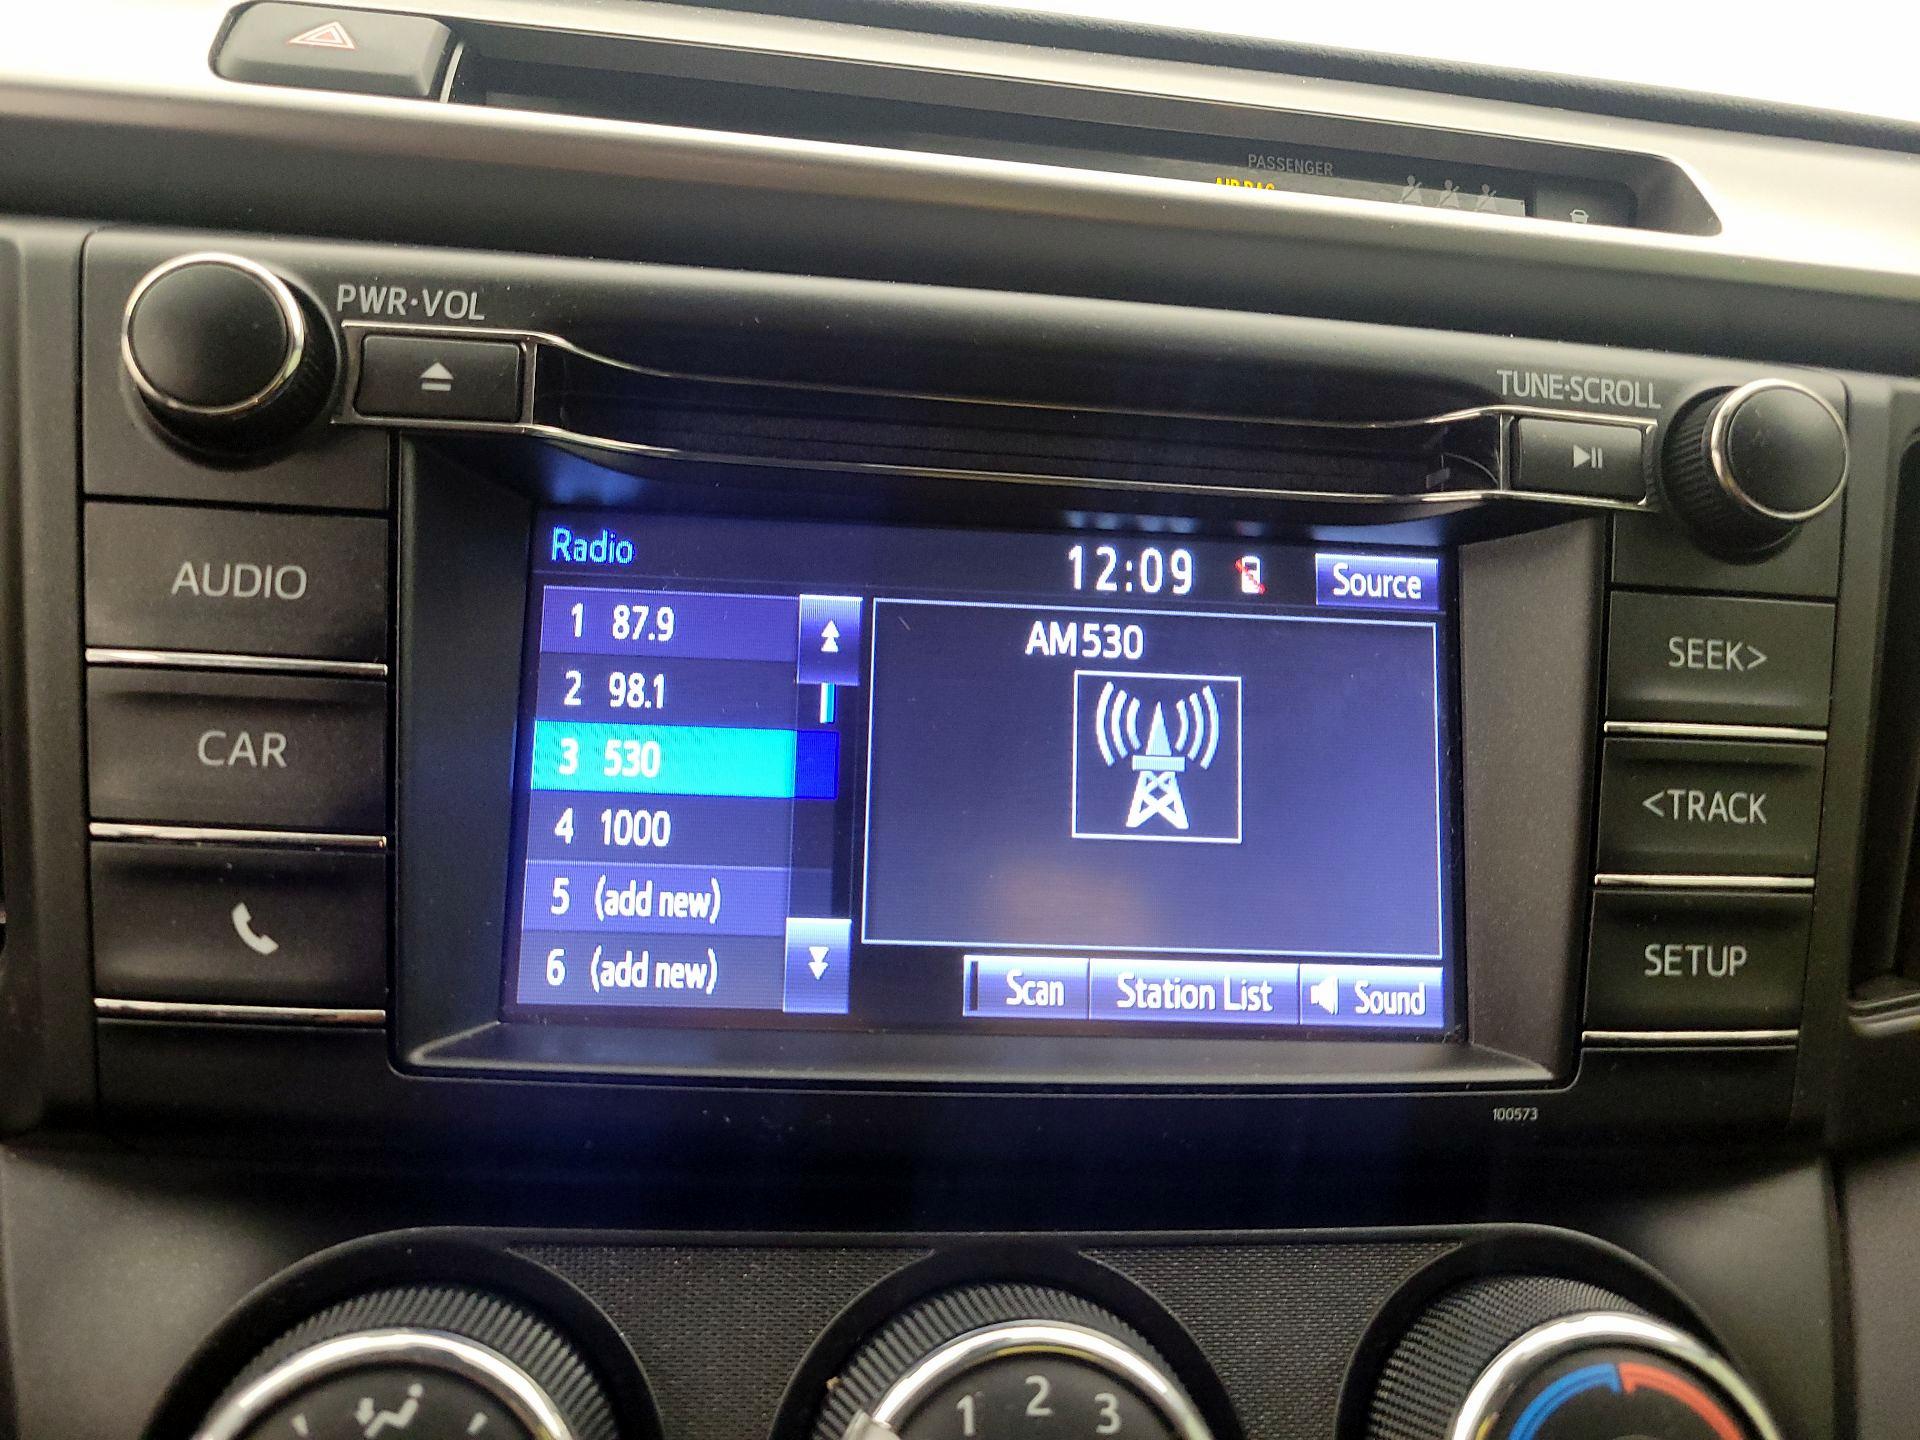 PASSENGER
AIRBAG
PWR·VOL
TUNE·SCROLL
AUDIO
CAR
Radio
12:09
Source
1 87.9
2 98.1
3 530
4 1000
5 (add new)
6 (add new)
AM530
Scan
Station List
Sound
SEEK>
<TRACK
SETUP
100573
1 2 3